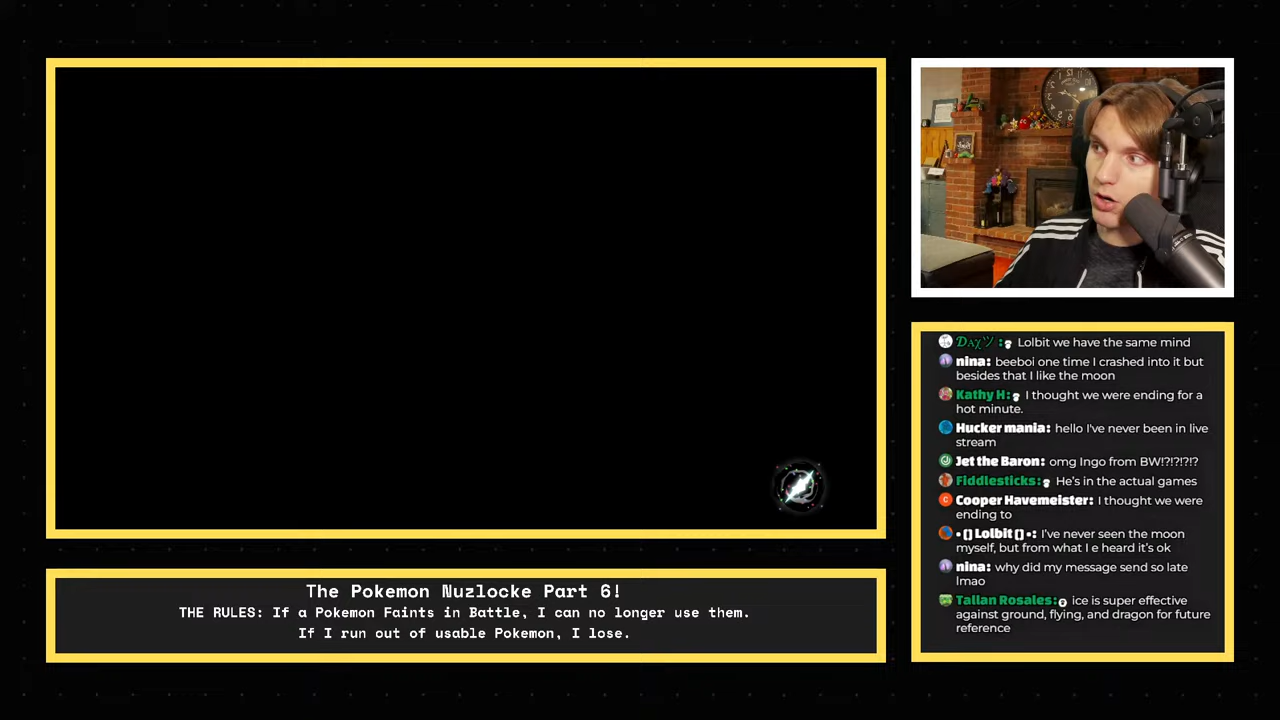 Lolbit we have the same mind
nina: beeboi one time I crashed into it but
besides that I like the moon
Kathy H: I thought we were ending for a
hot minute.
Hucker mania: hello I've never been in live
stream
Jet the Baron: omg Ingo from BW!?!?!?!?
Fiddlesticks: He's in the actual games
Cooper Havemeister: I thought we were
ending to
• [] Lolbit [] •: I've never seen the moon
myself, but from what I e heard it's ok
nina: why did my message send so late
lmao
Tallan Rosales: ice is super effective
against ground, flying, and dragon for future
reference
The Pokemon Nuzlocke Part 6!
THE RULES: If a Pokemon Faints in Battle, I can no longer use them.
If I run out of usable Pokemon, I lose.